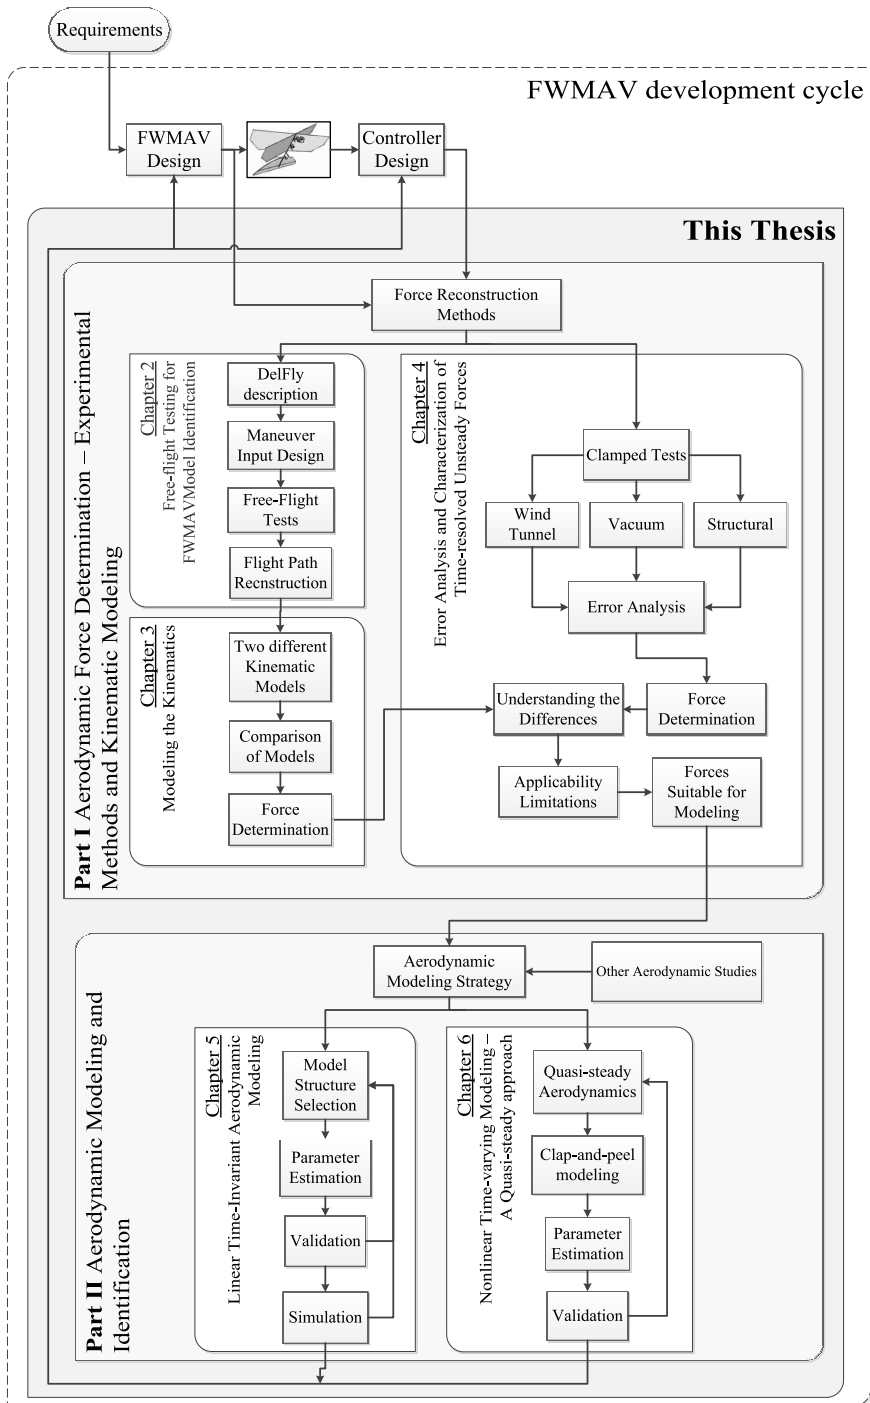 Requirements
FWMAV development cycle
FWMAV
Design
Controller
Design
This Thesis
Part I Aerodynamic Force Determination – Experimental
Methods and Kinematic Modeling
Force Reconstruction
Methods
Chapter 2
Free-flight Testing for
FWMAVModel Identification
DelFly
description
Maneuver
Input Design
Free-Flight
Tests
Flight Path
Recnstruction
Chapter 3
Modeling the Kinematics
Two different
Kinematic
Models
Comparison
of Models
Force
Determination
Chapter 4
Error Analysis and Characterization of
Time-resolved Unsteady Forces
Clamped Tests
Wind
Tunnel
Vacuum
Structural
Error Analysis
Understanding the
Differences
Force
Determination
Applicability
Limitations
Forces
Suitable for
Modeling
Part II Aerodynamic Modeling and
Identification
Aerodynamic
Modeling Strategy
Other Aerodynamic Studies
Chapter 5
Linear Time-Invariant Aerodynamic
Modeling
Model
Structure
Selection
Parameter
Estimation
Validation
Simulation
Chapter 6
Nonlinear Time-varying Modeling –
A Quasi-steady approach
Quasi-steady
Aerodynamics
Clap-and-peel
modeling
Parameter
Estimation
Validation